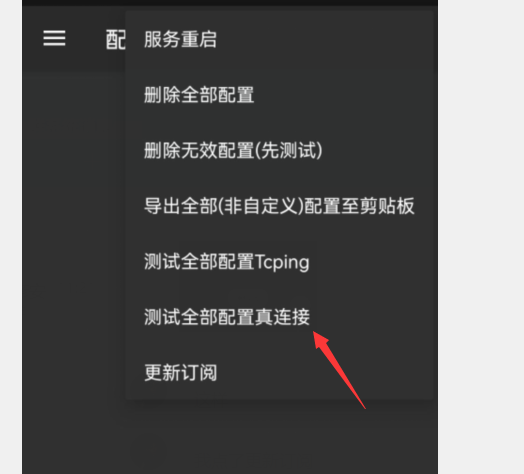 配
服务重启
删除全部配置
删除无效配置(先测试)
导出全部(非自定义)配置至剪贴板
测试全部配置Tcping
测试全部配置真连接
更新订阅